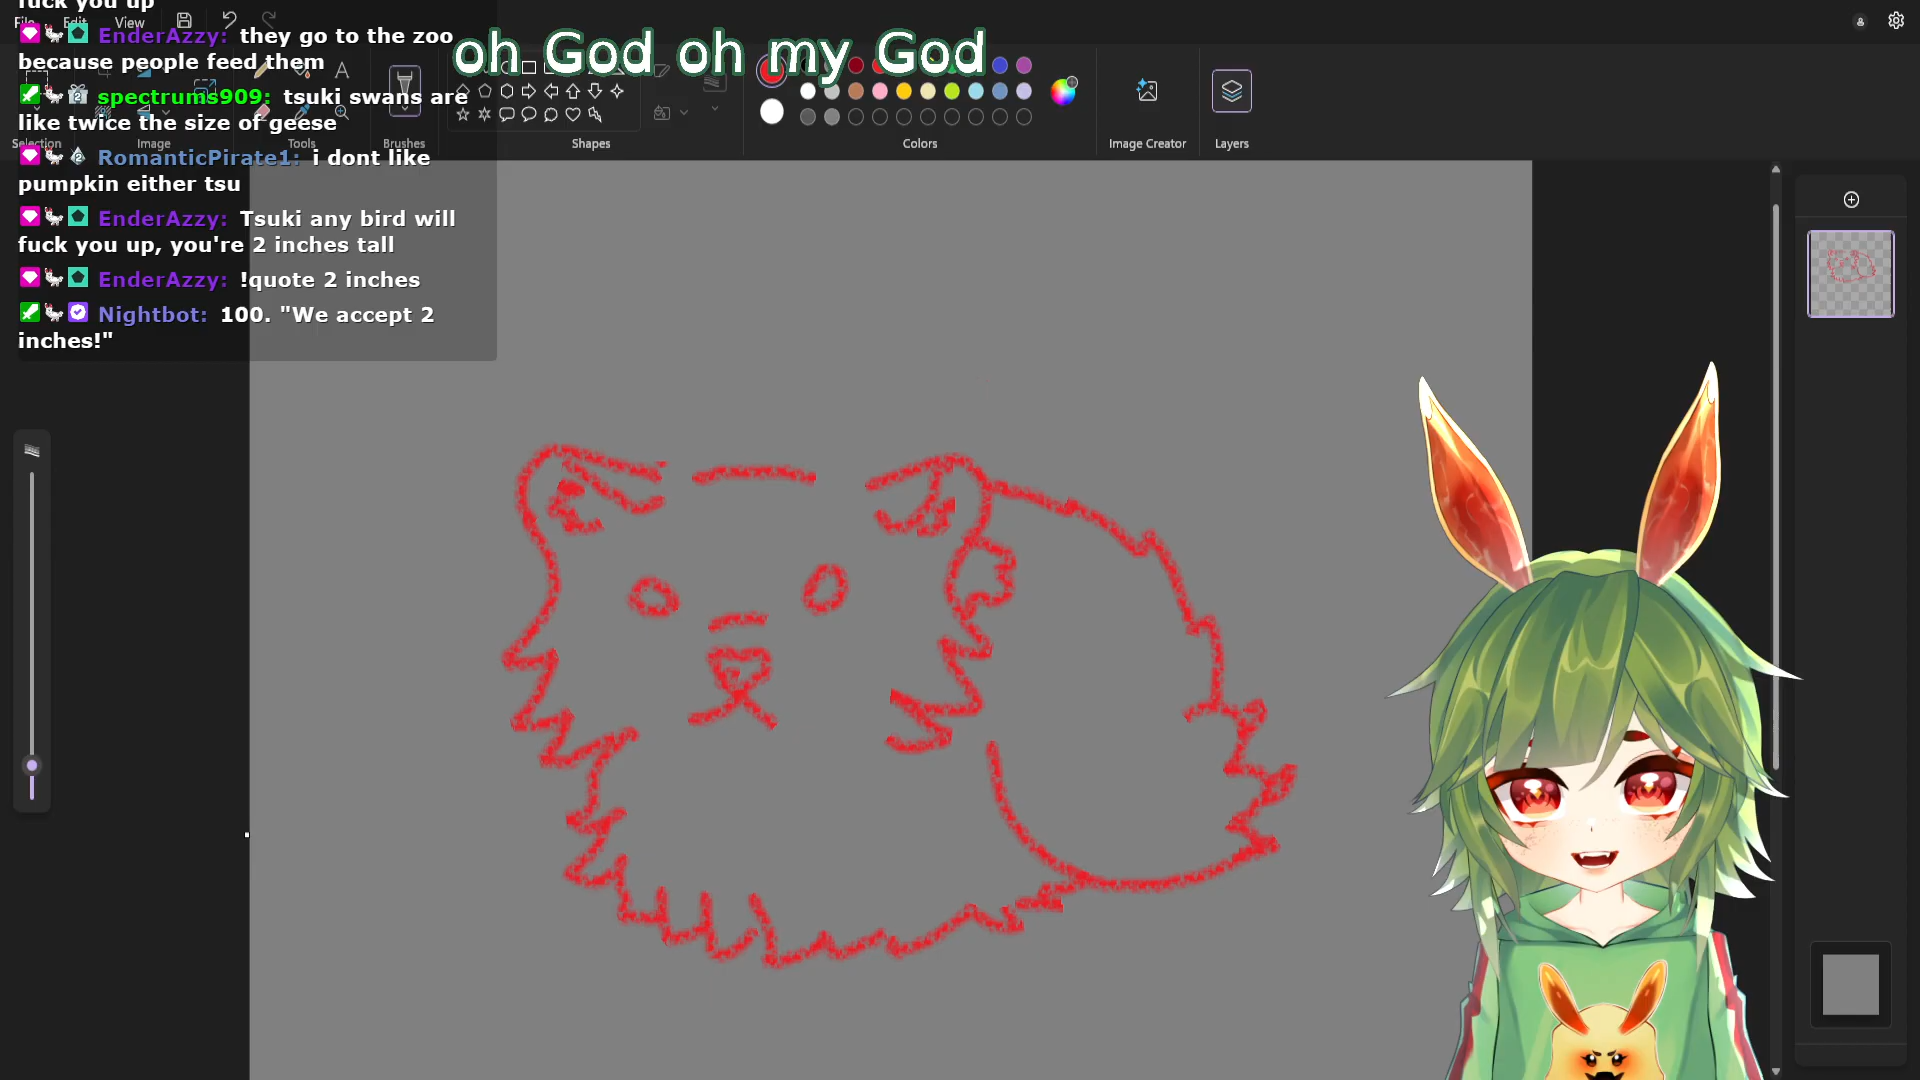 fuck you up
File Edit View
EnderAzzy: they go to the zoo
because people feed them
oh God oh my God
spectrums909: tsuki swans are
like twice the size of geese
Selection Image Tools Brushes Shapes Colors Image Creator Layers
RomanticPirate1: i dont like
pumpkin either tsu
EnderAzzy: Tsuki any bird will
fuck you up, you're 2 inches tall
EnderAzzy: !quote 2 inches
Nightbot: 100. "We accept 2
inches!"